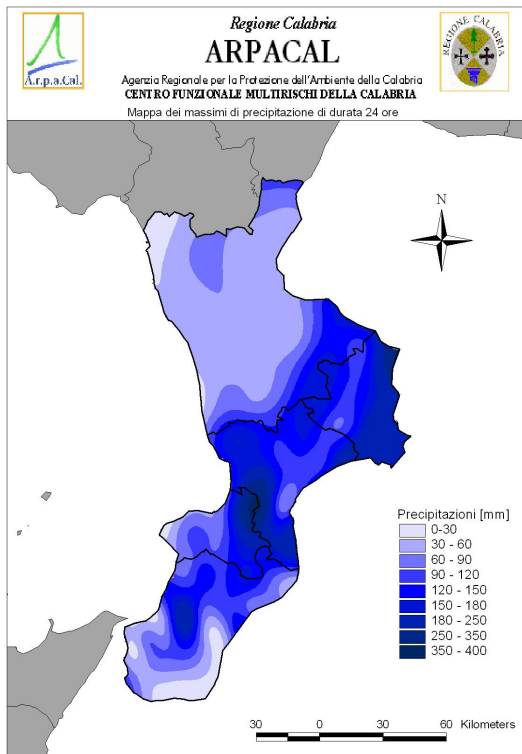 Regione Calabria
ARPACAL
Agenzia Regionale per la Protezione dell'Ambiente della Calabria
CENTRO FUNZIONALE MULTIRISCHI DELLA CALABRIA
Mappa dei massimi di precipitazione di durata 24 ore
A.r.p.a.Cal.
REGIONE CALABRIA
N
Precipitazioni [mm]
0-30
30 - 60
60 - 90
90 - 120
120 - 150
150 - 180
180 - 250
250 - 350
350 - 400
30 0 30 60 Kilometers